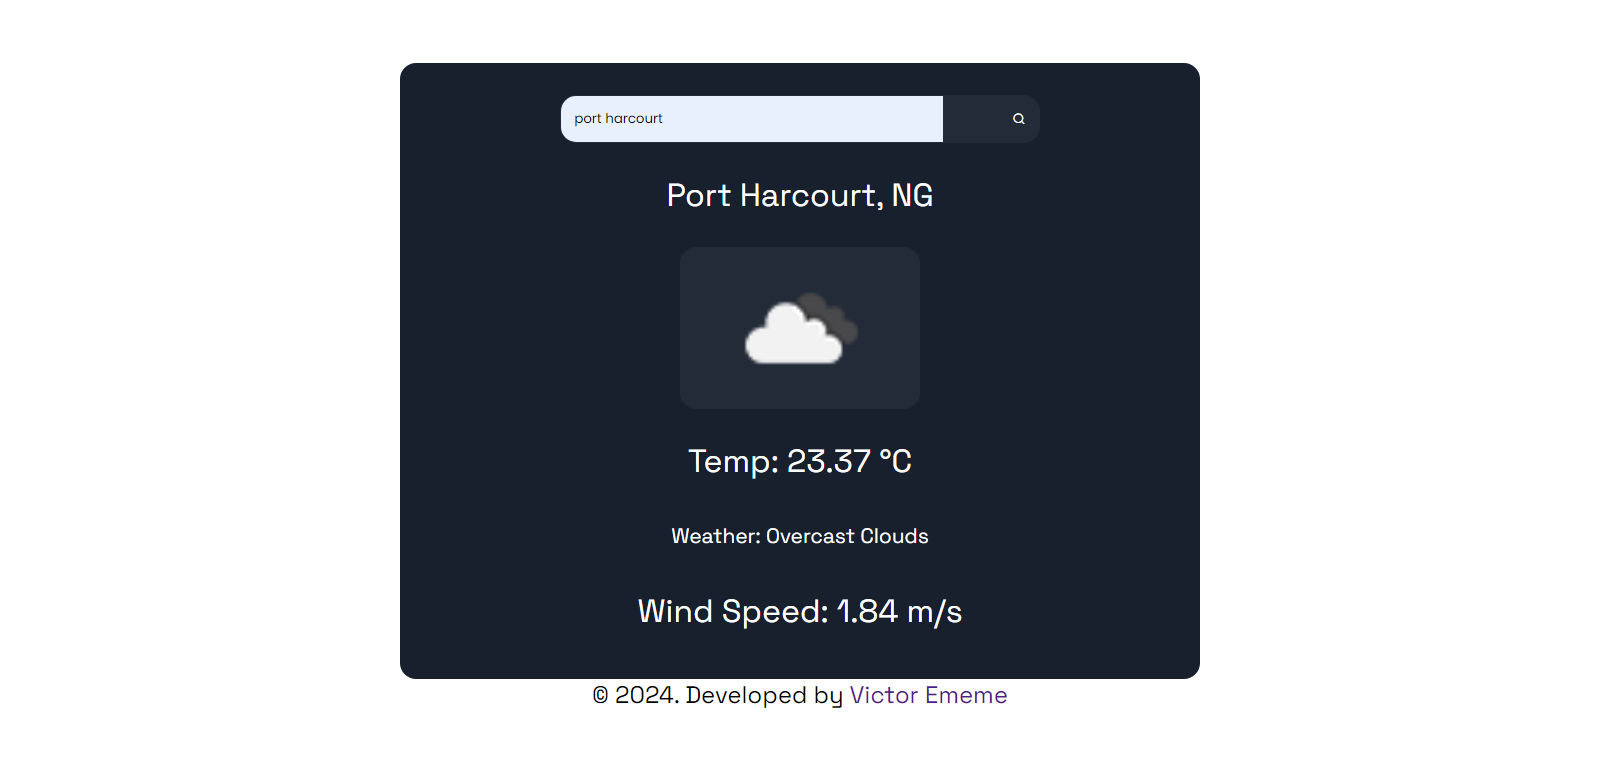 port harcourt
Port Harcourt, NG
Temp: 23.37 °C
Weather: Overcast Clouds
Wind Speed: 1.84 m/s
© 2024. Developed by Victor Ememe